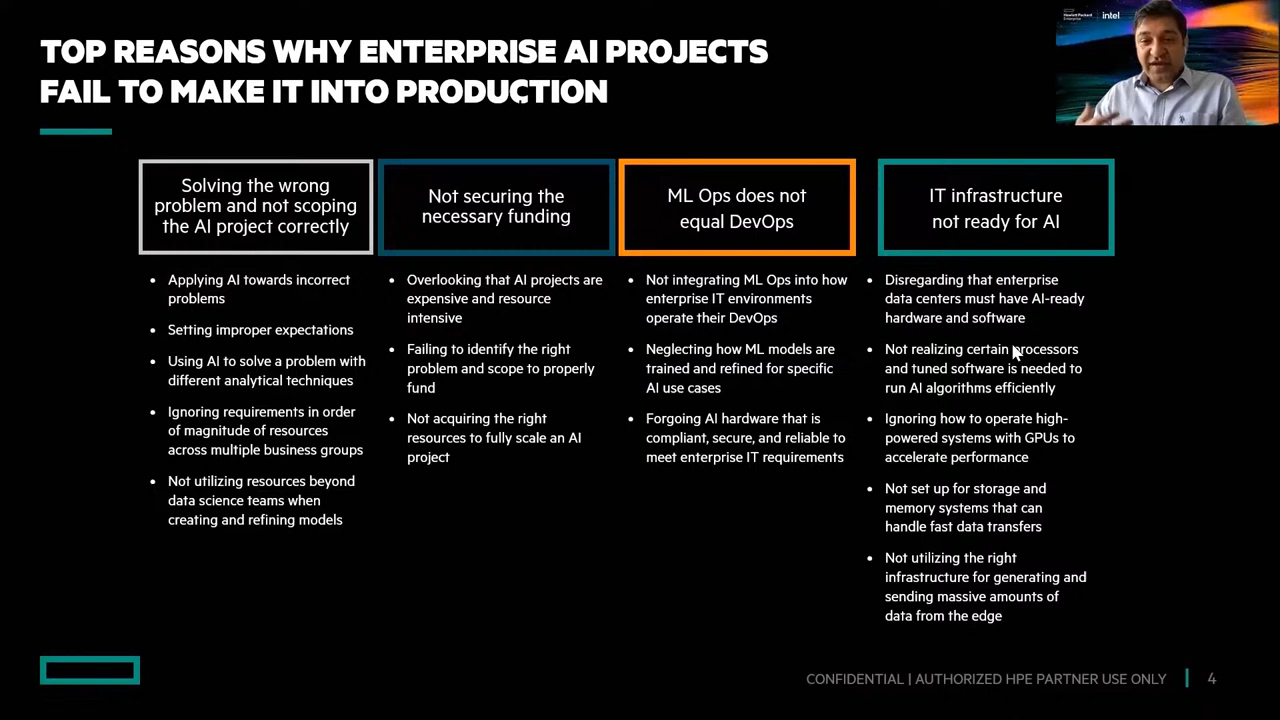 TOP REASONS WHY ENTERPRISE AI PROJECTS
FAIL TO MAKE IT INTO PRODUCTION
Hewlett Packard
Enterprise
intel
Solving the wrong
problem and not scoping
the AI project correctly
• Applying AI towards incorrect
problems
• Setting improper expectations
• Using AI to solve a problem with
different analytical techniques
• Ignoring requirements in order
of magnitude of resources
across multiple business groups
• Not utilizing resources beyond
data science teams when
creating and refining models
Not securing the
necessary funding
• Overlooking that AI projects are
expensive and resource
intensive
• Failing to identify the right
problem and scope to properly
fund
• Not acquiring the right
resources to fully scale an AI
project
ML Ops does not
equal DevOps
• Not integrating ML Ops into how
enterprise IT environments
operate their DevOps
• Neglecting how ML models are
trained and refined for specific
AI use cases
• Forgoing AI hardware that is
compliant, secure, and reliable to
meet enterprise IT requirements
IT infrastructure
not ready for AI
• Disregarding that enterprise
data centers must have AI-ready
hardware and software
• Not realizing certain processors
and tuned software is needed to
run AI algorithms efficiently
• Ignoring how to operate high-
powered systems with GPUs to
accelerate performance
• Not set up for storage and
memory systems that can
handle fast data transfers
• Not utilizing the right
infrastructure for generating and
sending massive amounts of
data from the edge
CONFIDENTIAL | AUTHORIZED HPE PARTNER USE ONLY
4